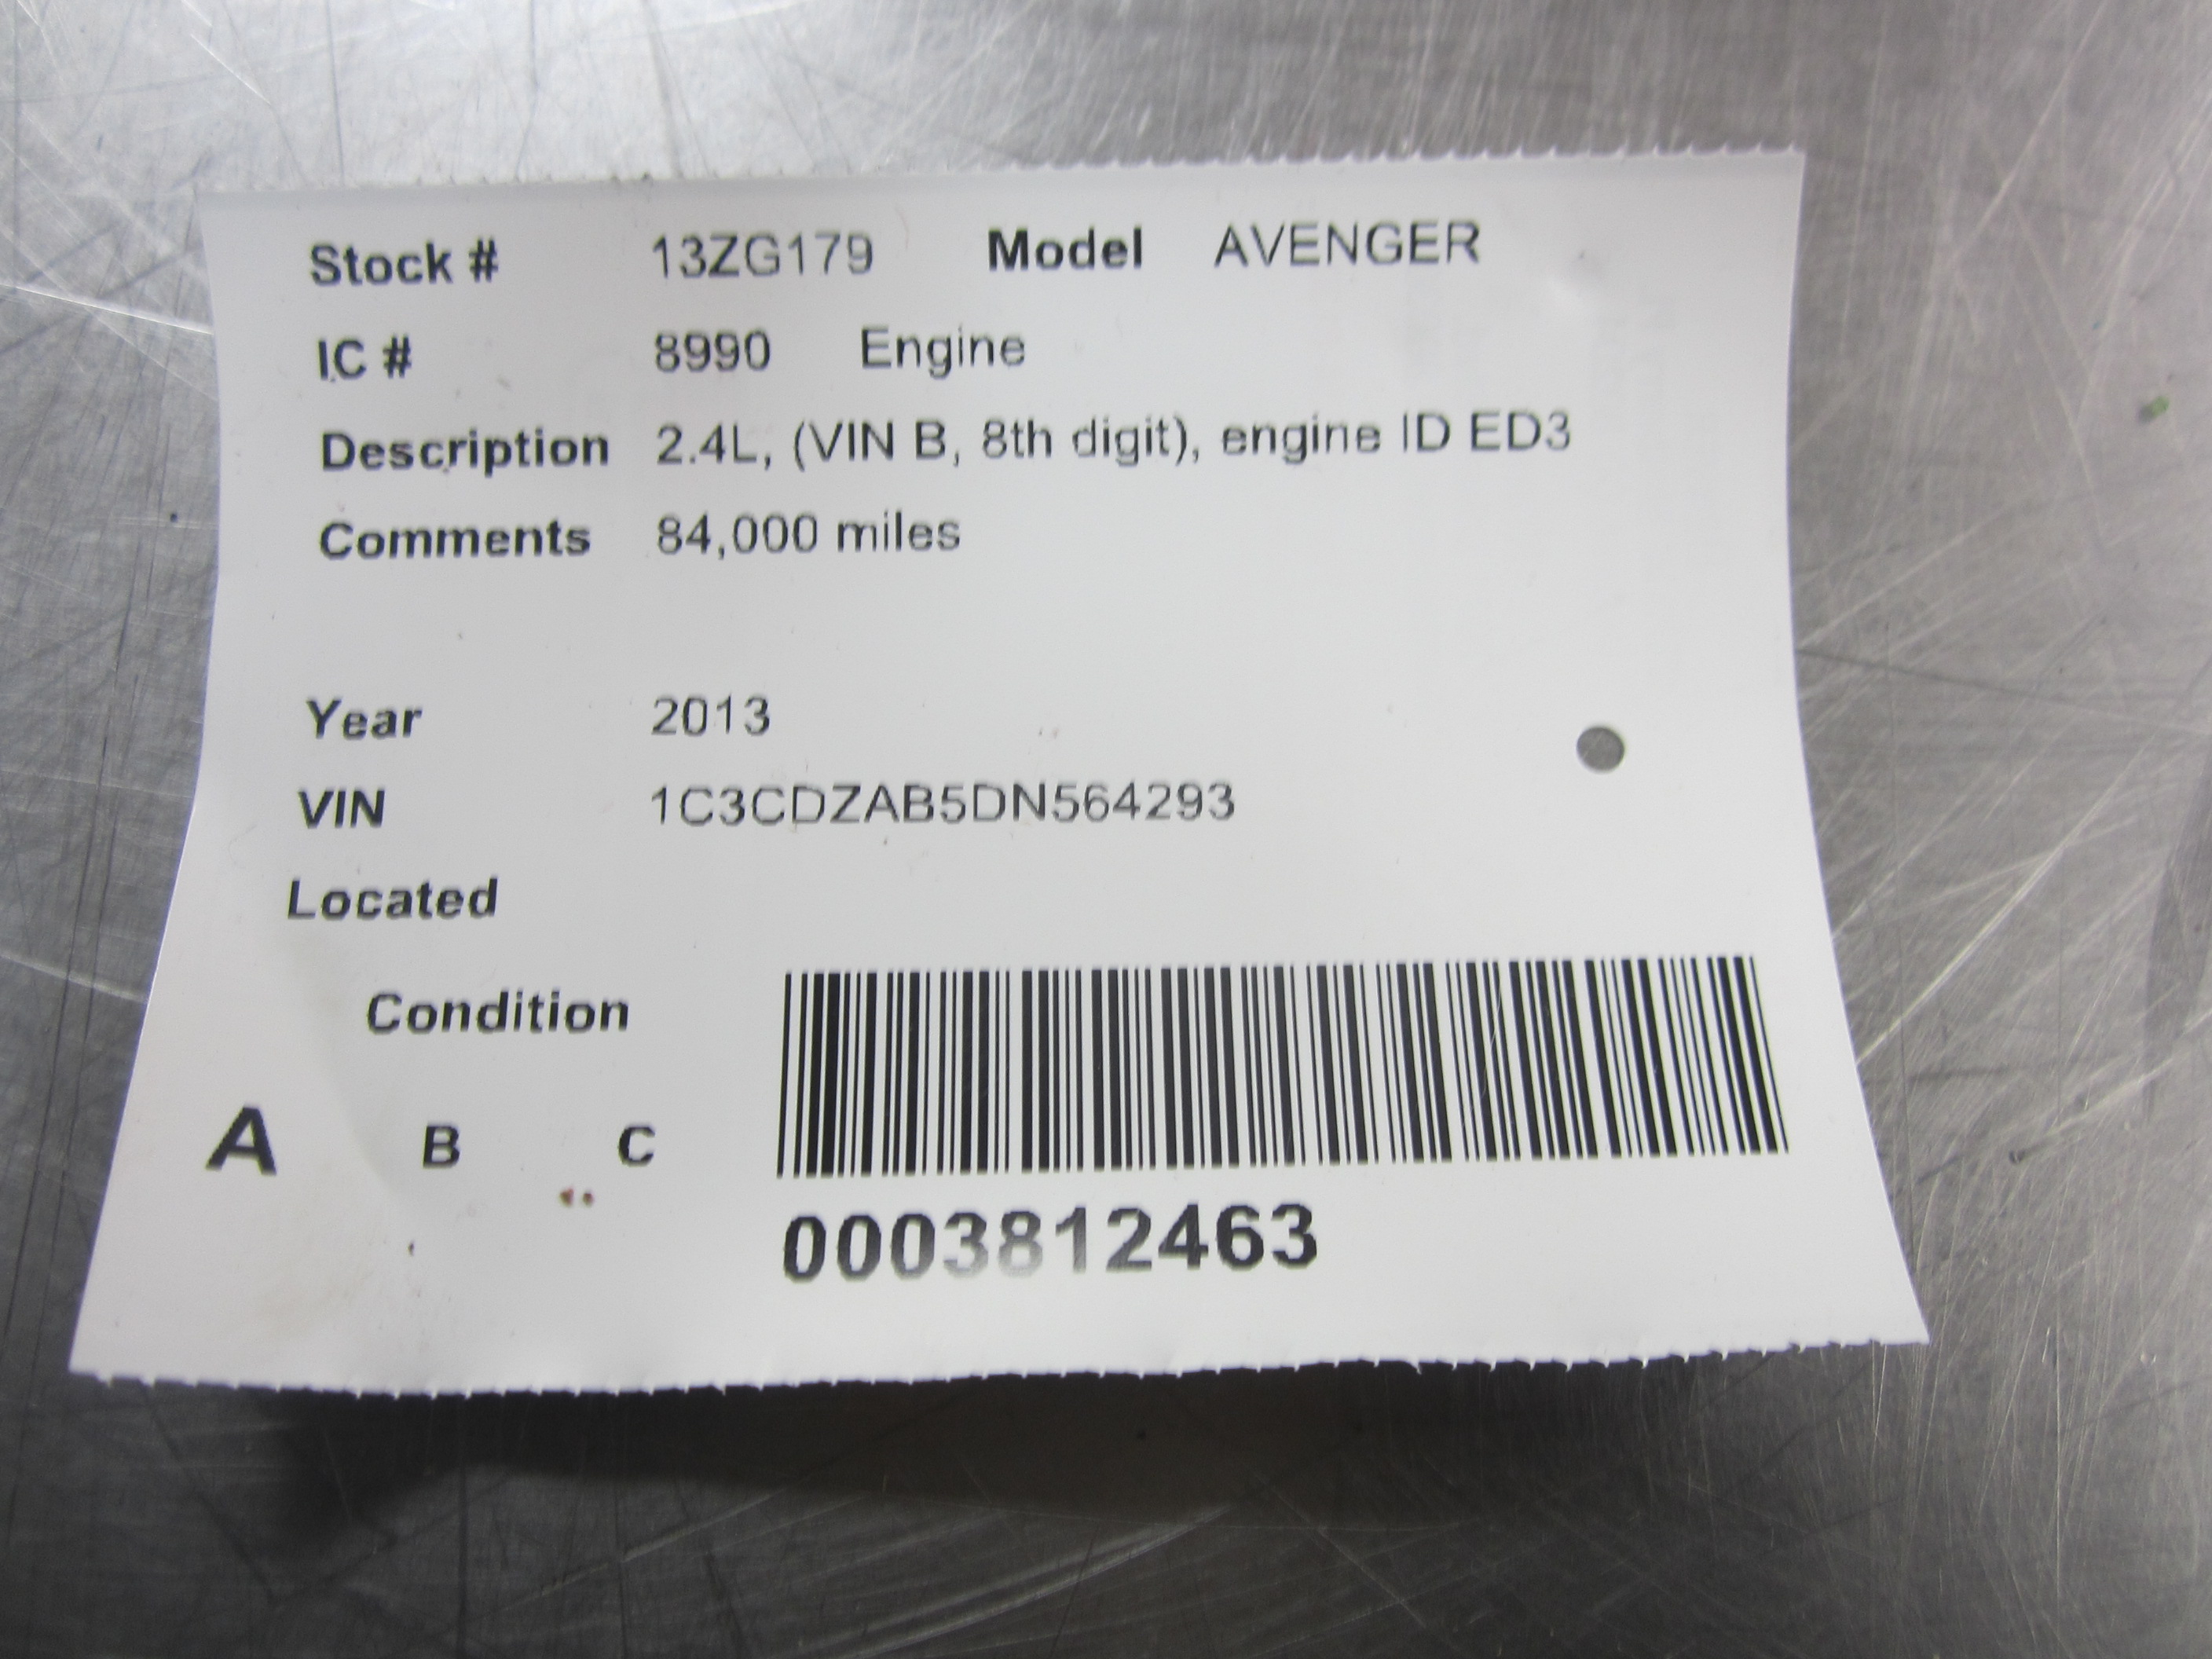 Stock # 13ZG179 Model AVENGER
IC # 8990 Engine
Description 2.4L, (VIN B, 8th digit), engine ID ED3
Comments 84,000 miles
Year 2013
VIN 1C3CDZAB5DN564293
Located
Condition
A B C
0003812463